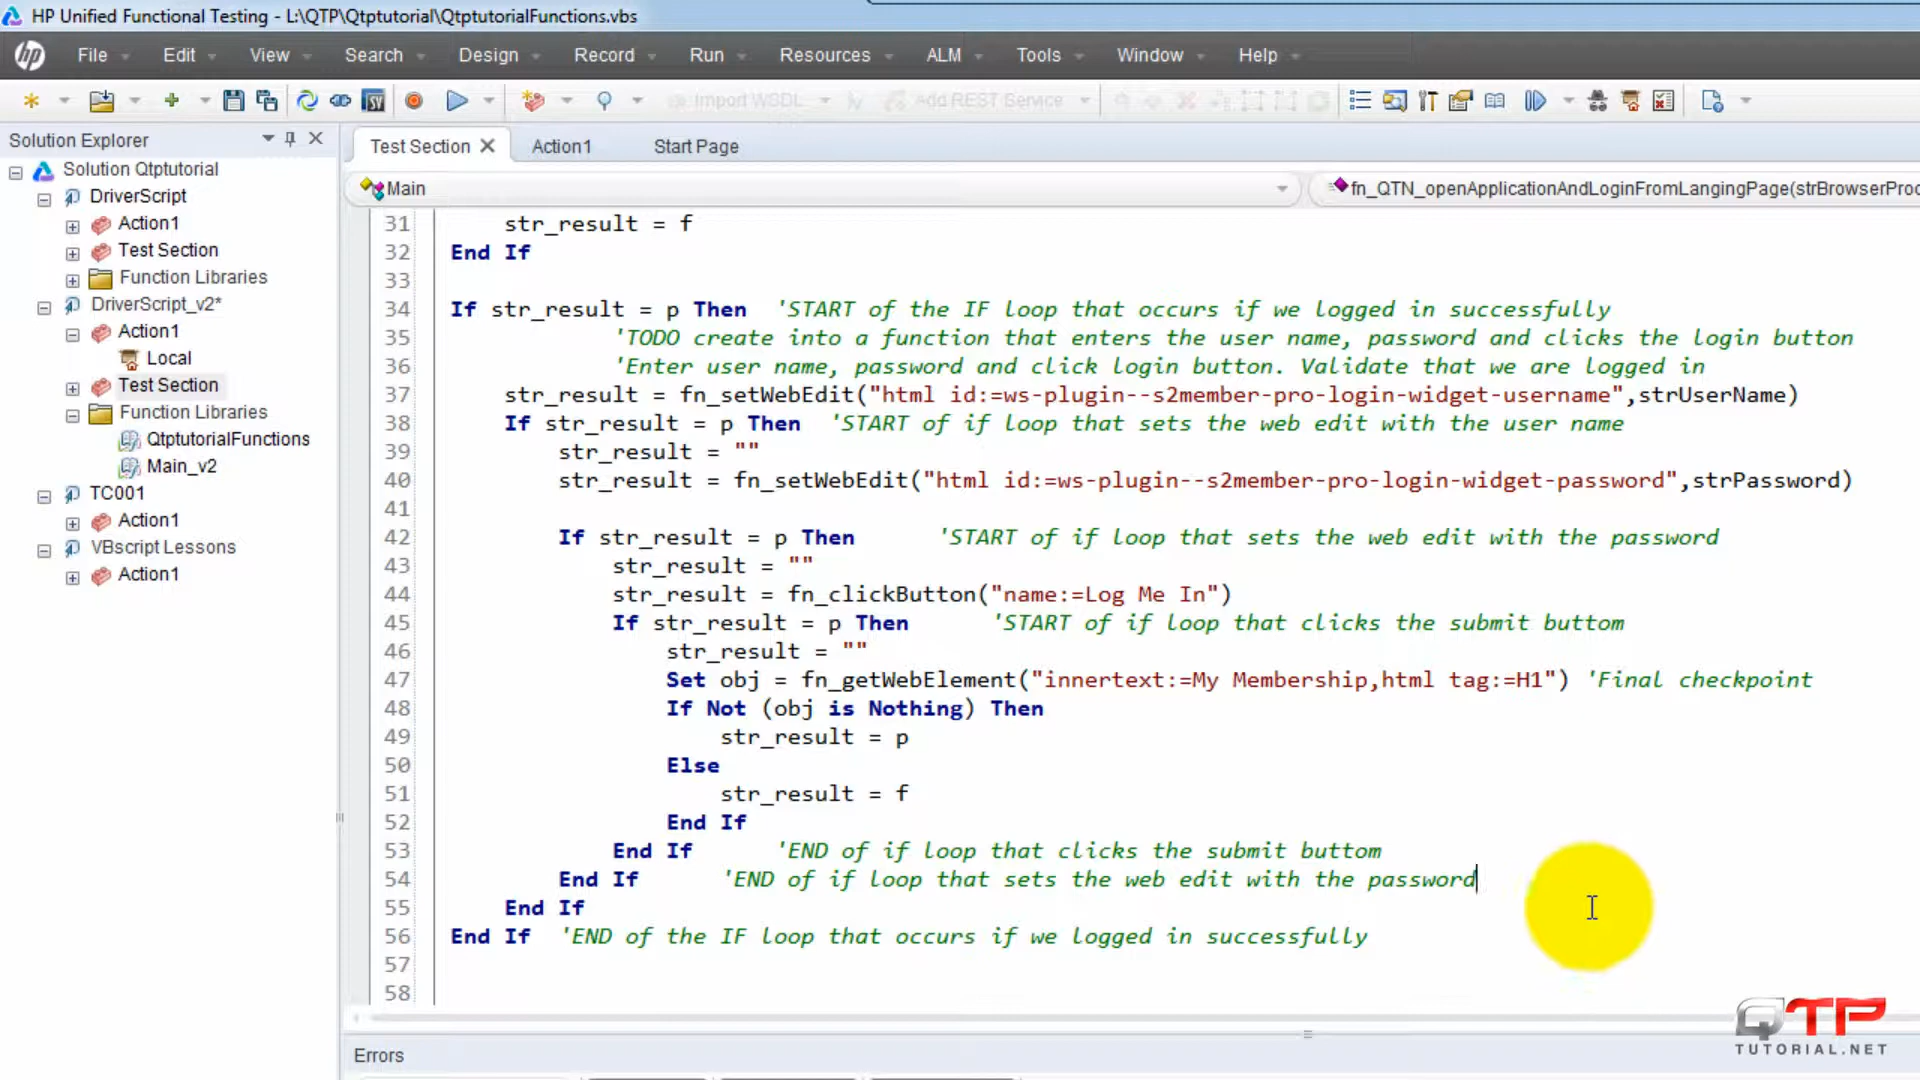 HP Unified Functional Testing - L:\QTP\Qtptutorial\QtptutorialFunctions.vbs
hp File Edit View Search Design Record Run Resources ALM Tools Window Help
SV Import WSDL Add REST Service
Solution Explorer
Solution Qtptutorial
DriverScript
Action1
Test Section
Function Libraries
DriverScript_v2*
Action1
Local
Test Section
Function Libraries
QtptutorialFunctions
Main_v2
TC001
Action1
VBscript Lessons
Action1
Test Section Action1 Start Page
Main fn_QTN_openApplicationAndLoginFromLangingPage(strBrowserProc
31 str_result = f
32 End If
33
34 If str_result = p Then 'START of the IF loop that occurs if we logged in successfully
35 'TODO create into a function that enters the user name, password and clicks the login button
36 'Enter user name, password and click login button. Validate that we are logged in
37 str_result = fn_setWebEdit("html id:=ws-plugin--s2member-pro-login-widget-username",strUserName)
38 If str_result = p Then 'START of if loop that sets the web edit with the user name
39 str_result = ""
40 str_result = fn_setWebEdit("html id:=ws-plugin--s2member-pro-login-widget-password",strPassword)
41
42 If str_result = p Then 'START of if loop that sets the web edit with the password
43 str_result = ""
44 str_result = fn_clickButton("name:=Log Me In")
45 If str_result = p Then 'START of if loop that clicks the submit buttom
46 str_result = ""
47 Set obj = fn_getWebElement("innertext:=My Membership,html tag:=H1") 'Final checkpoint
48 If Not (obj is Nothing) Then
49 str_result = p
50 Else
51 str_result = f
52 End If
53 End If 'END of if loop that clicks the submit buttom
54 End If 'END of if loop that sets the web edit with the password
55 End If
56 End If 'END of the IF loop that occurs if we logged in successfully
57
58
Errors
QTP
TUTORIAL.NET